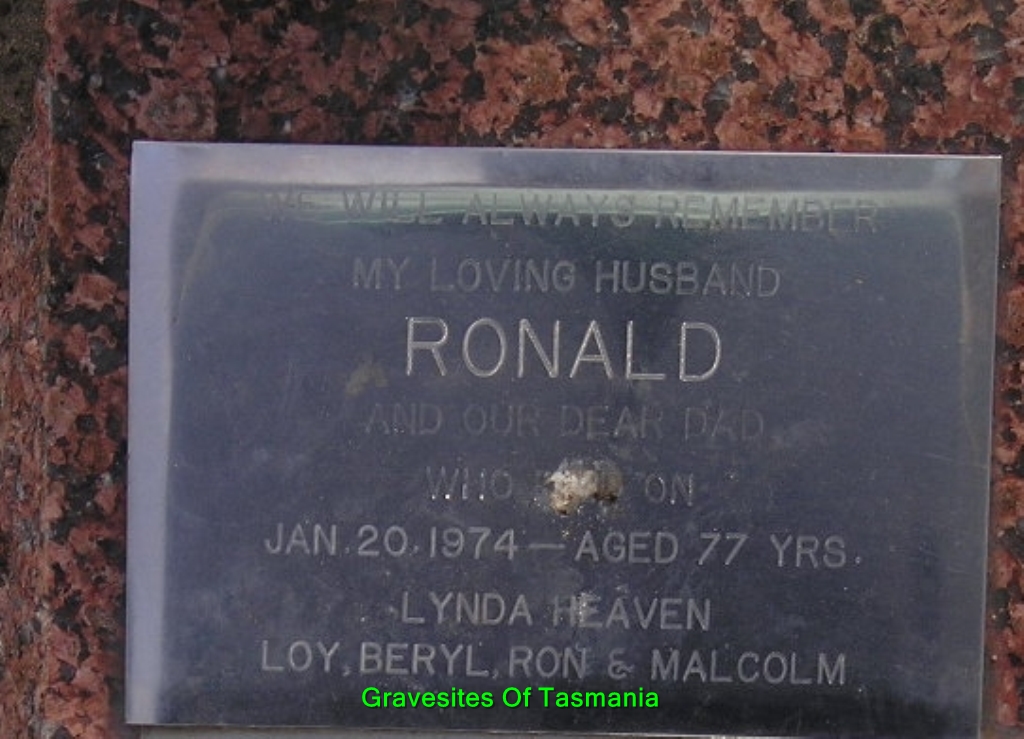 WE WILL ALWAYS REMEMBER
MY LOVING HUSBAND
RONALD
AND OUR DEAR DAD
WHO ON
JAN. 20. 1974 — AGED 77 YRS.
LYNDA HEAVEN
LOY, BERYL, RON & MALCOLM
Gravesites Of Tasmania